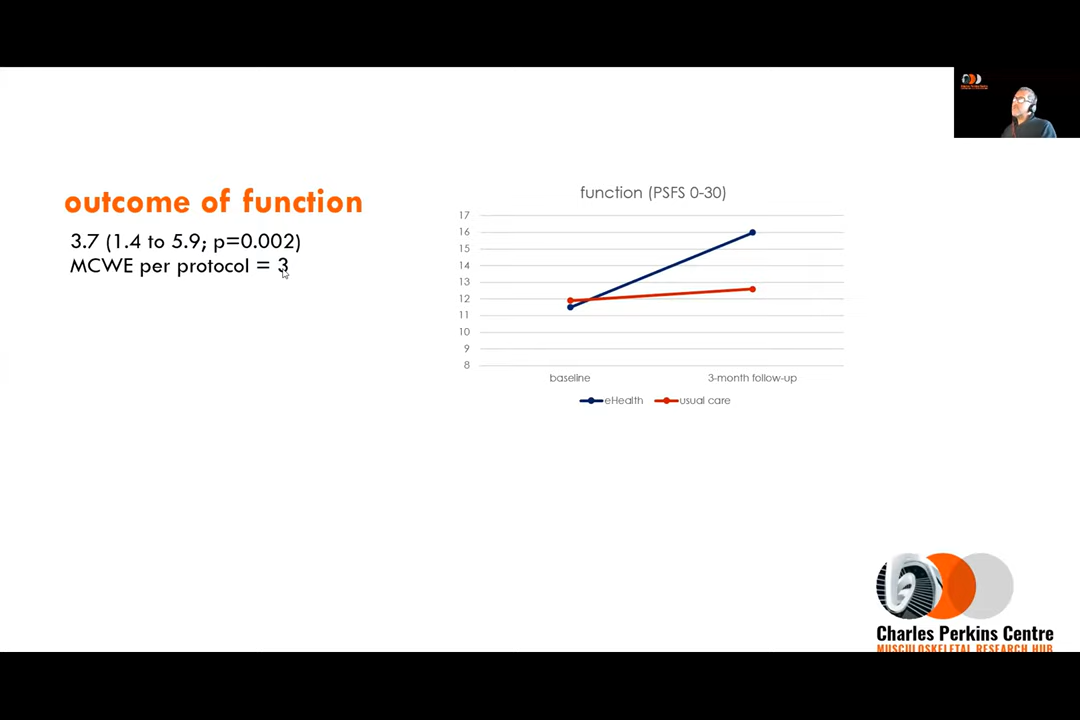 outcome of function
3.7 (1.4 to 5.9; p=0.002)
MCWE per protocol = 3
function (PSFS 0-30)
17
16
15
14
13
12
11
10
9
8
baseline 3-month follow-up
eHealth usual care
Charles Perkins Centre
MUSCULOSKELETAL RESEARCH HUB